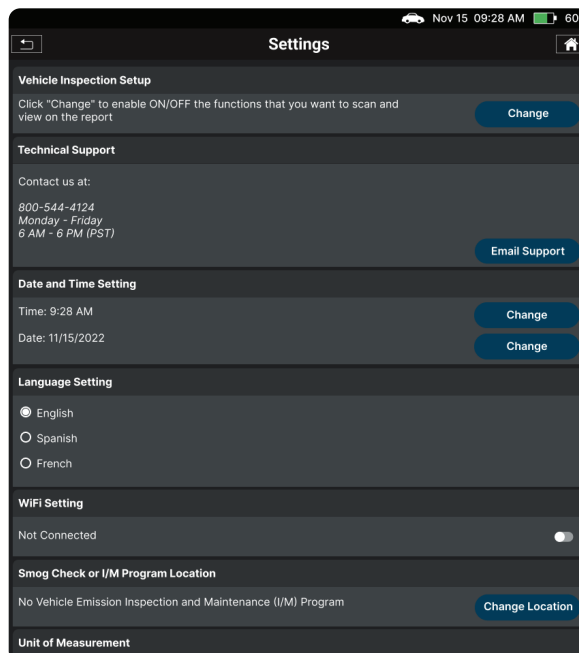 Nov 15 09:28 AM 60
Settings
Vehicle Inspection Setup
Click "Change" to enable ON/OFF the functions that you want to scan and
view on the report
Change
Technical Support
Contact us at:
800-544-4124
Monday - Friday
6 AM - 6 PM (PST)
Email Support
Date and Time Setting
Time: 9:28 AM
Change
Date: 11/15/2022
Change
Language Setting
English
Spanish
French
WiFi Setting
Not Connected
Smog Check or I/M Program Location
No Vehicle Emission Inspection and Maintenance (I/M) Program
Change Location
Unit of Measurement